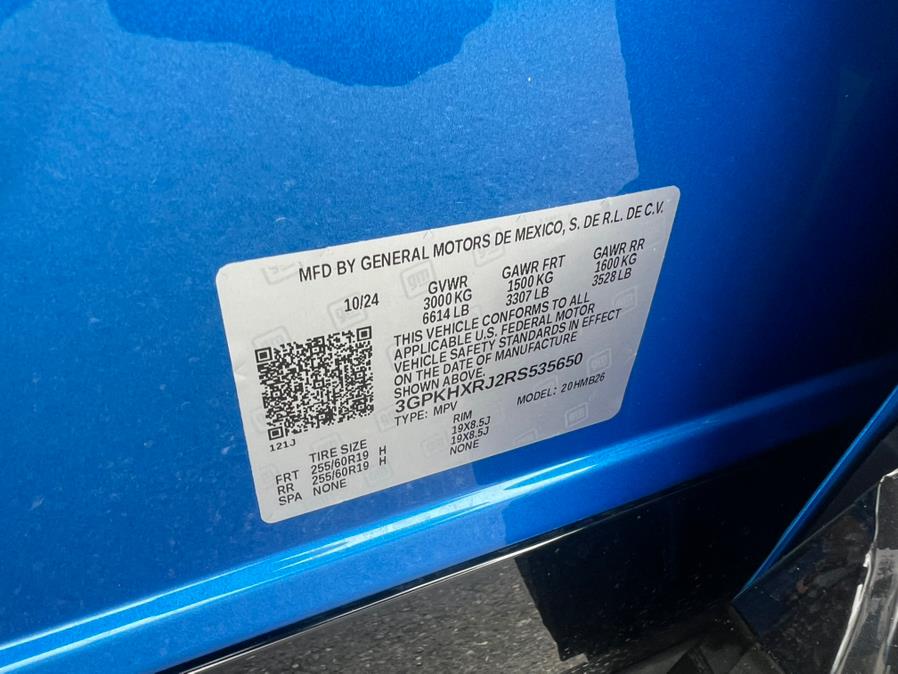 MFD BY GENERAL MOTORS DE MEXICO, S. DE R.L. DE C.V.
10/24 GVWR GAWR FRT GAWR RR
3000 KG 1500 KG 1600 KG
6614 LB 3307 LB 3528 LB
THIS VEHICLE CONFORMS TO ALL
APPLICABLE U.S. FEDERAL MOTOR
VEHICLE SAFETY STANDARDS IN EFFECT
ON THE DATE OF MANUFACTURE
SHOWN ABOVE.
3GPKHXRJ2RS535650
TYPE: MPV MODEL: 20HMB26
121J
TIRE SIZE RIM
FRT 255/60R19 H 19X8.5J
RR 255/60R19 H 19X8.5J
SPA NONE NONE